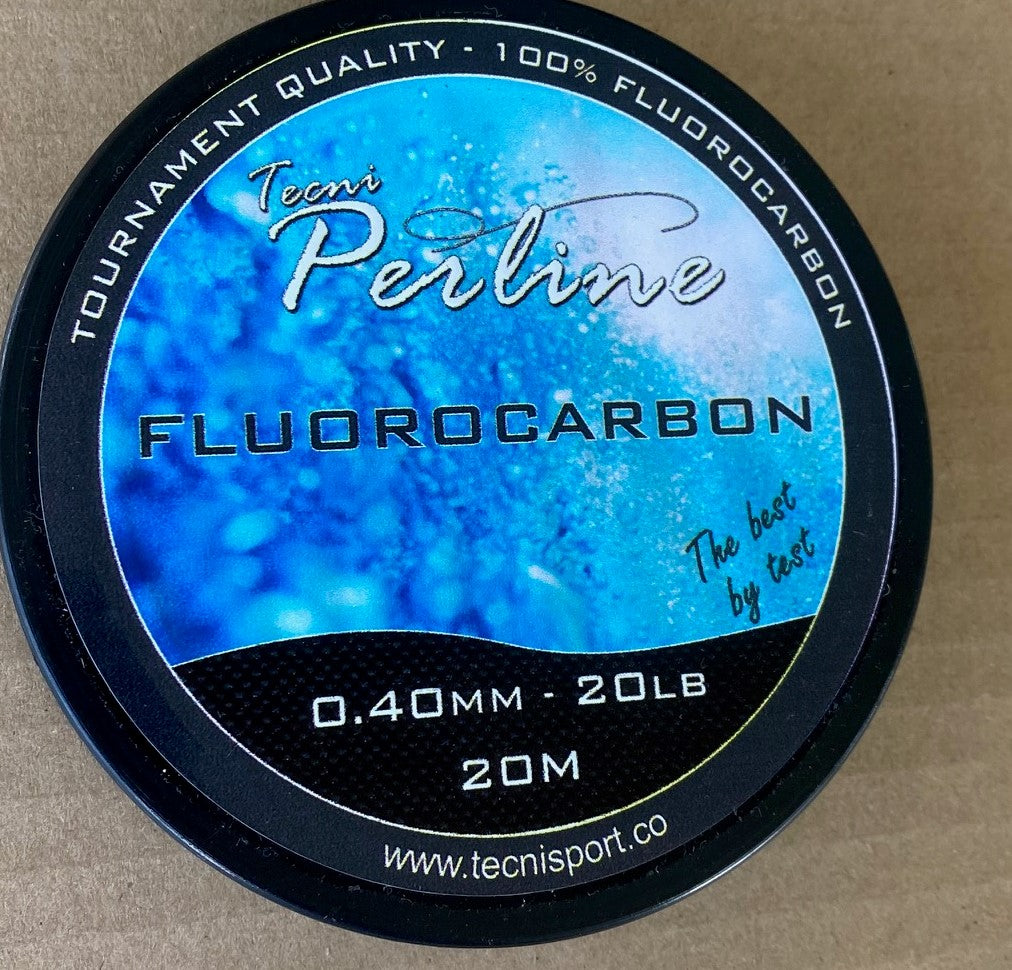 TOURNAMENT QUALITY - 100% FLUOROCARBON
Tecni
Perline
FLUOROCARBON
The best
by test
0.40MM - 20LB
20M
www.tecnisport.co